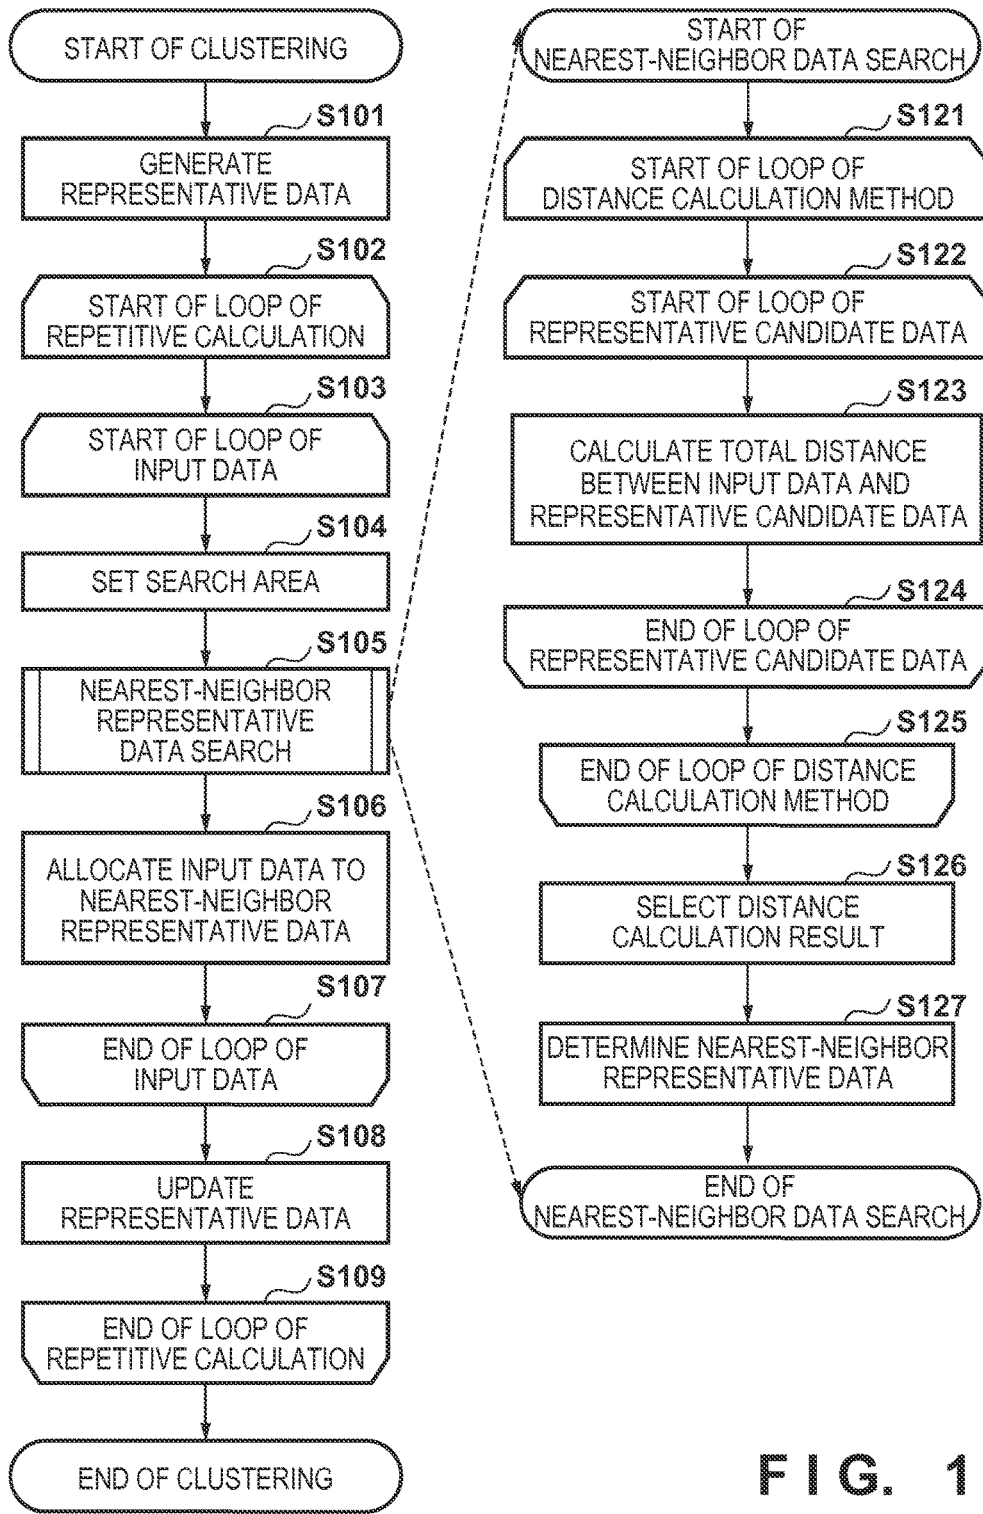 START OF CLUSTERING
S101
GENERATE
REPRESENTATIVE DATA
S102
START OF LOOP OF
REPETITIVE CALCULATION
S103
START OF LOOP OF
INPUT DATA
S104
SET SEARCH AREA
S105
NEAREST-NEIGHBOR
REPRESENTATIVE
DATA SEARCH
S106
ALLOCATE INPUT DATA TO
NEAREST-NEIGHBOR
REPRESENTATIVE DATA
S107
END OF LOOP OF
INPUT DATA
S108
UPDATE
REPRESENTATIVE DATA
S109
END OF LOOP OF
REPETITIVE CALCULATION
END OF CLUSTERING
START OF
NEAREST-NEIGHBOR DATA SEARCH
S121
START OF LOOP OF
DISTANCE CALCULATION METHOD
S122
START OF LOOP OF
REPRESENTATIVE CANDIDATE DATA
S123
CALCULATE TOTAL DISTANCE
BETWEEN INPUT DATA AND
REPRESENTATIVE CANDIDATE DATA
S124
END OF LOOP OF
REPRESENTATIVE CANDIDATE DATA
S125
END OF LOOP OF DISTANCE
CALCULATION METHOD
S126
SELECT DISTANCE
CALCULATION RESULT
S127
DETERMINE NEAREST-NEIGHBOR
REPRESENTATIVE DATA
END OF
NEAREST-NEIGHBOR DATA SEARCH
FIG. 1